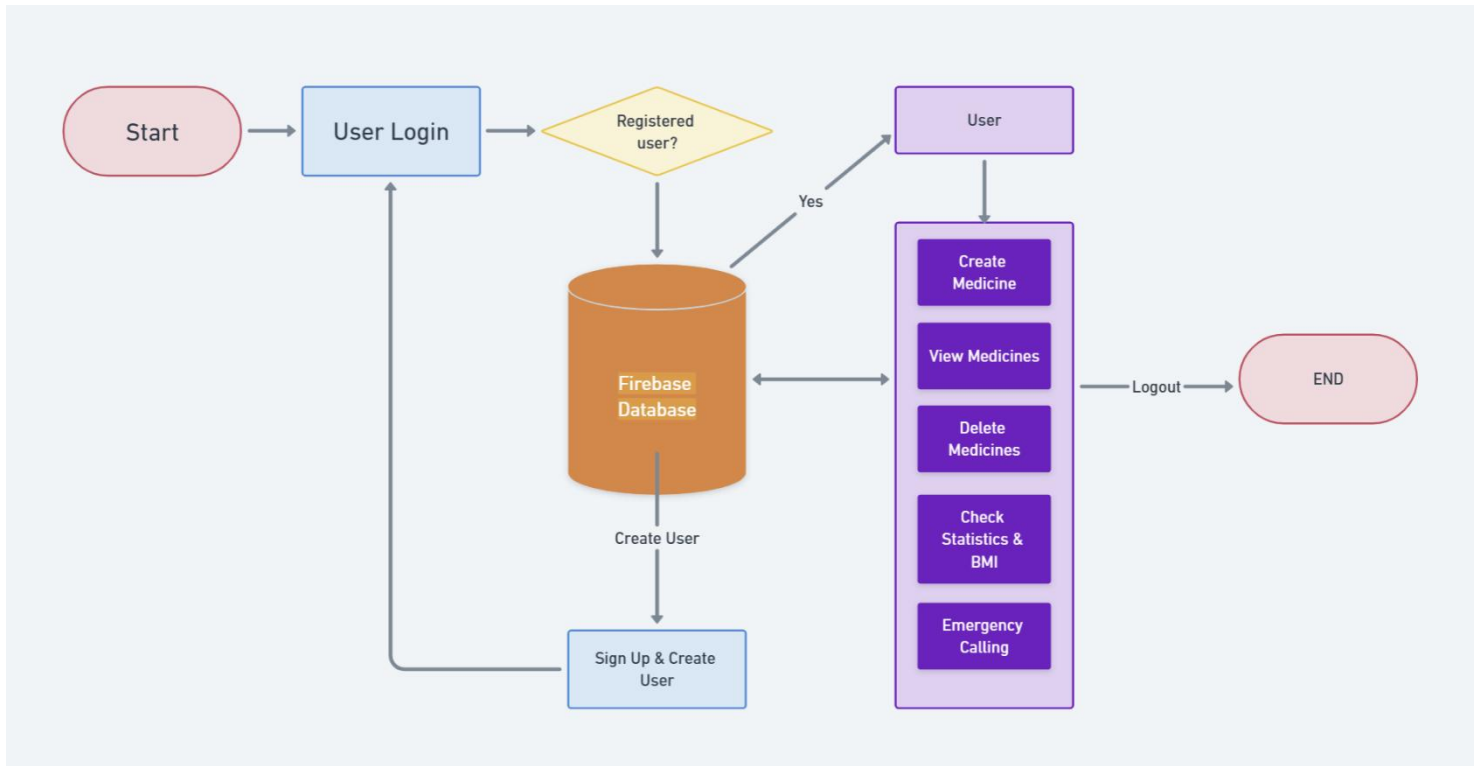 Start
User Login
Registered
user?
User
Yes
Create
Medicine
View Medicines
Delete
Medicines
Check
Statistics &
BMI
Emergency
Calling
Logout
END
Firebase
Database
Create User
Sign Up & Create
User